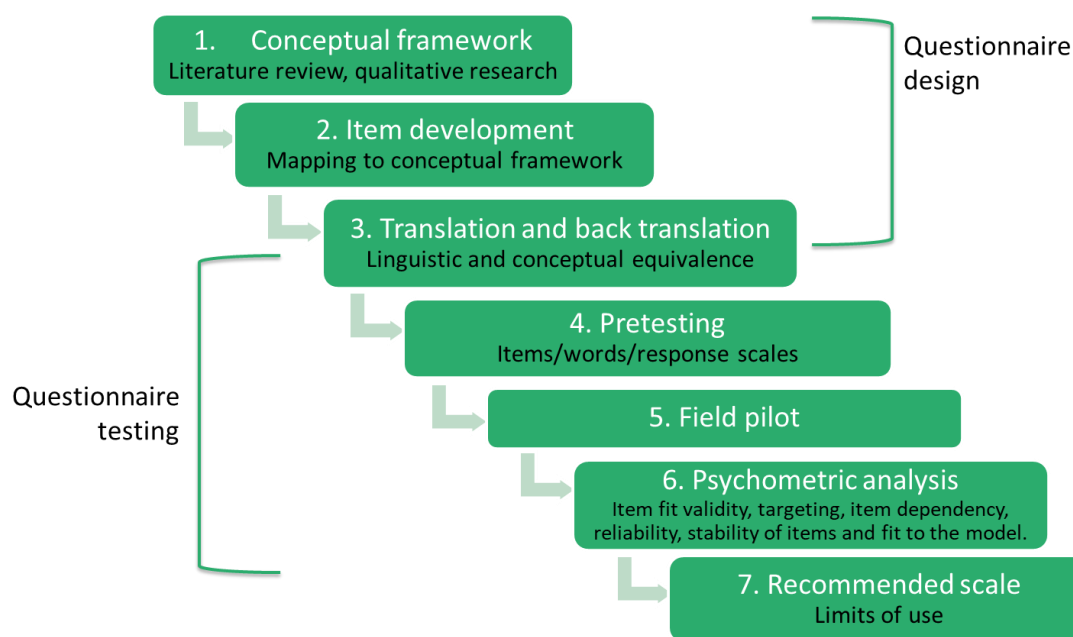 1. Conceptual framework
Literature review, qualitative research
Questionnaire
design
2. Item development
Mapping to conceptual framework
3. Translation and back translation
Linguistic and conceptual equivalence
4. Pretesting
Items/words/response scales
Questionnaire
testing
5. Field pilot
6. Psychometric analysis
Item fit validity, targeting, item dependency,
reliability, stability of items and fit to the model.
7. Recommended scale
Limits of use